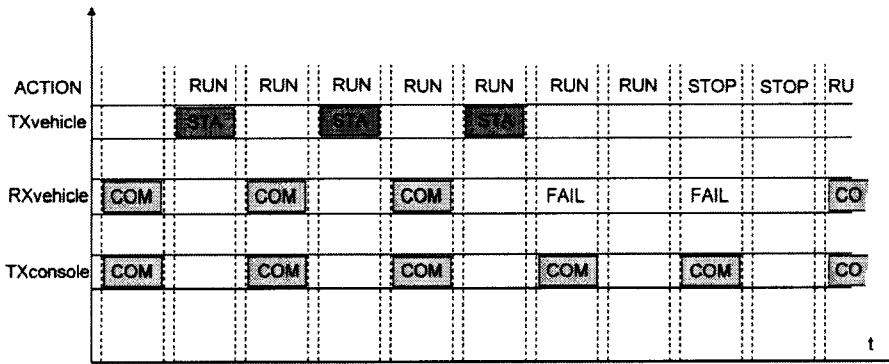 ACTION RUN RUN RUN RUN RUN RUN RUN STOP STOP RU
TXvehicle STA STA STA
RXvehicle COM COM COM FAIL FAIL CO
TXconsole COM COM COM COM COM CO
t